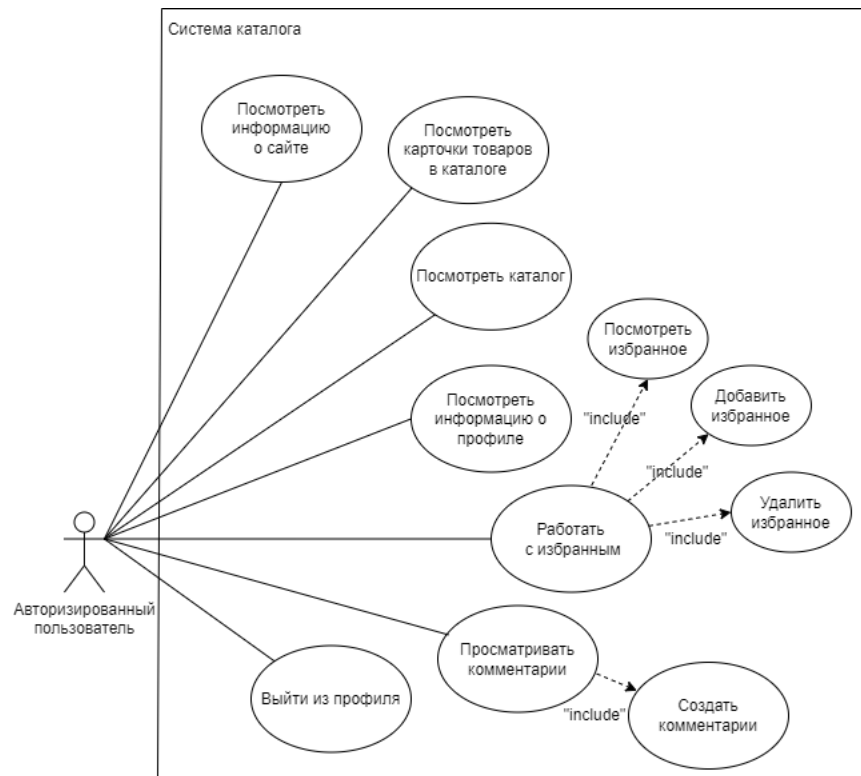 Система каталога
Посмотреть
информацию
о сайте
Посмотреть
карточки товаров
в каталоге
Посмотреть каталог
Посмотреть
избранное
Добавить
избранное
Посмотреть
информацию о
профиле
"include"
"include"
Удалить
избранное
Работать
с избранным
"include"
Авторизированный
пользователь
Просматривать
комментарии
Выйти из профиля
"include"
Создать
комментарии